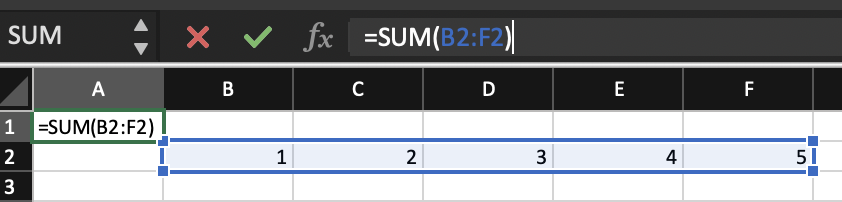 SUM fx =SUM(B2:F2)
A B C D E F
1 =SUM(B2:F2)
2 1 2 3 4 5
3